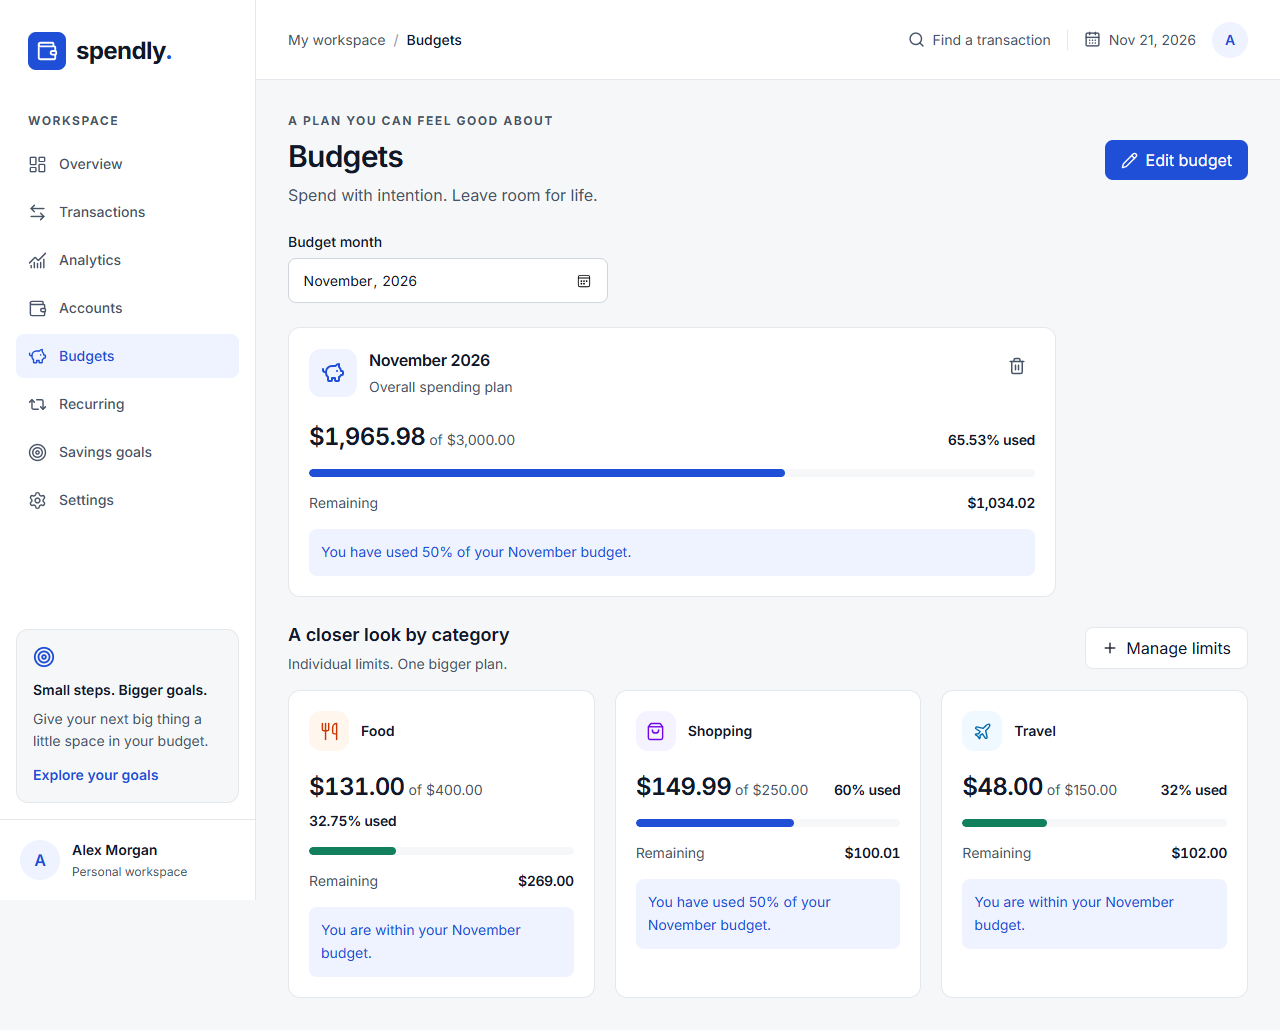 spendly.
My workspace / Budgets
Find a transaction
Nov 21, 2026
A
WORKSPACE
Overview
Transactions
Analytics
Accounts
Budgets
Recurring
Savings goals
Settings
Small steps. Bigger goals.
Give your next big thing a
little space in your budget.
Explore your goals
A
Alex Morgan
Personal workspace
A PLAN YOU CAN FEEL GOOD ABOUT
Budgets
Spend with intention. Leave room for life.
Edit budget
Budget month
November, 2026
November 2026
Overall spending plan
$1,965.98 of $3,000.00
65.53% used
Remaining
$1,034.02
You have used 50% of your November budget.
A closer look by category
Individual limits. One bigger plan.
Manage limits
Food
$131.00 of $400.00
32.75% used
Remaining
$269.00
You are within your November
budget.
Shopping
$149.99 of $250.00
60% used
Remaining
$100.01
You have used 50% of your
November budget.
Travel
$48.00 of $150.00
32% used
Remaining
$102.00
You are within your November
budget.